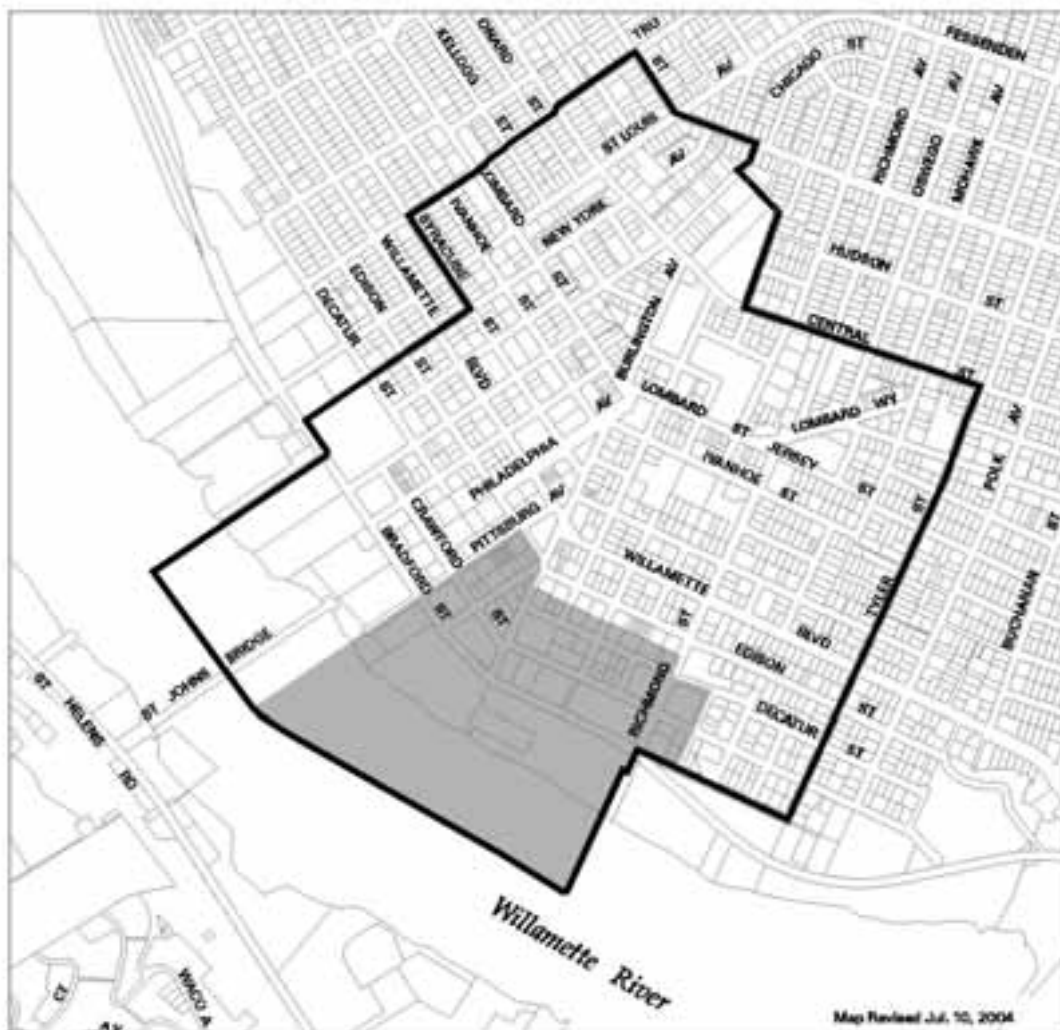 KELLOGG
ST
ST
TRU
ST
AV
CHICAGO
ST
FESSENDEN
RICHMOND
AV
AV
MOHAWK
AV
ST LOUIS
AV
LOMBARD
IVANHOE
SYRACUSE
NEW YORK
WILLAMETTE
EDISON
DECATUR
HUDSON
ST
ST
ST
ST
ST
ST
BLVD
BURLINGTON
AV
AV
CENTRAL
ST
LOMBARD
ST
LOMBARD WY
JERSEY
ST
IVANHOE
ST
ST
POLK
AV
ST
PHILADELPHIA
PITTSBURG AV
CRAWFORD
BRADFORD
ST
ST
WILLAMETTE
BLVD
ST
TYLER
BUCHANAN
EDISON
RICHMOND
DECATUR
ST
ST
ST JOHNS BRIDGE
ST HELENS RD
Willamette River
CT
AV
Map Revised Jul. 10, 2004